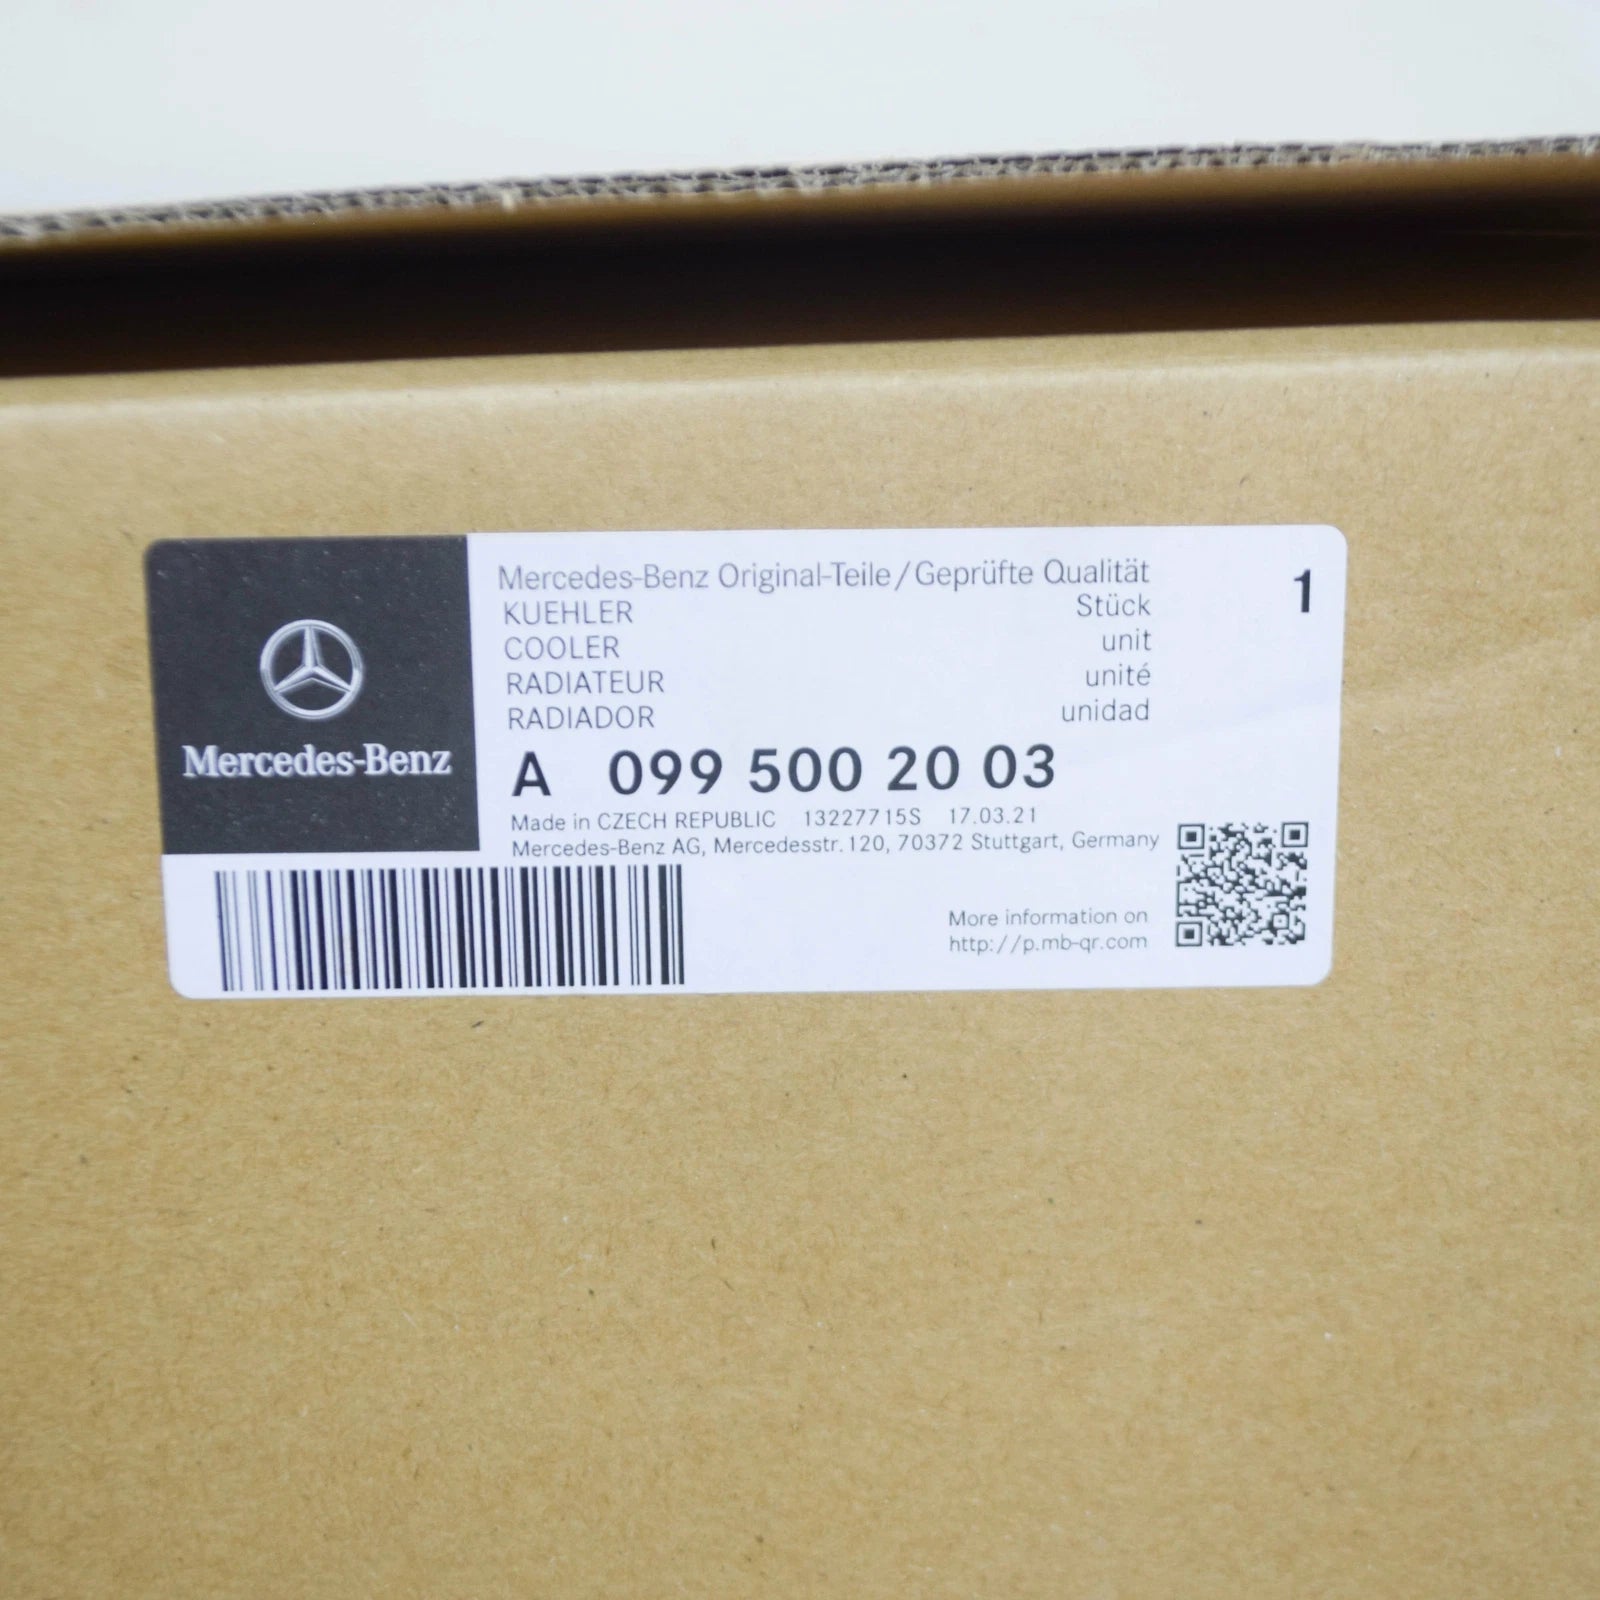 Mercedes-Benz
Mercedes-Benz Original-Teile/Geprüfte Qualität
KUEHLER Stück 1
COOLER unit
RADIATEUR unité
RADIADOR unidad
A 099 500 20 03
Made in CZECH REPUBLIC 13227715S 17.03.21
Mercedes-Benz AG, Mercedesstr. 120, 70372 Stuttgart, Germany
More information on
http://p.mb-qr.com